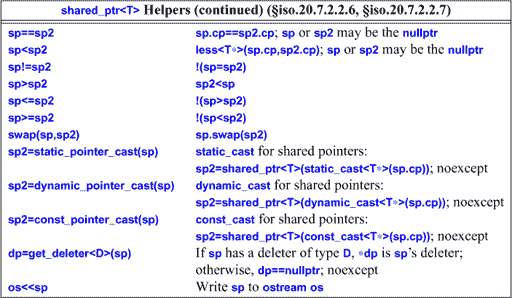 shared_ptr<T> Helpers (continued) (§iso.20.7.2.2.6, §iso.20.7.2.2.7)
sp==sp2 sp.cp==sp2.cp; sp or sp2 may be the nullptr
sp<sp2 less<T*>(sp.cp,sp2.cp); sp or sp2 may be the nullptr
sp!=sp2 !(sp=sp2)
sp>sp2 sp2<sp
sp<=sp2 !(sp>sp2)
sp>=sp2 !(sp<sp2)
swap(sp,sp2) sp.swap(sp2)
sp2=static_pointer_cast(sp) static_cast for shared pointers:
sp2=shared_ptr<T>(static_cast<T*>(sp.cp)); noexcept
sp2=dynamic_pointer_cast(sp) dynamic_cast for shared pointers:
sp2=shared_ptr<T>(dynamic_cast<T*>(sp.cp)); noexcept
sp2=const_pointer_cast(sp) const_cast for shared pointers:
sp2=shared_ptr<T>(const_cast<T*>(sp.cp)); noexcept
dp=get_deleter<D>(sp) If sp has a deleter of type D, *dp is sp’s deleter;
otherwise, dp==nullptr; noexcept
os<<sp Write sp to ostream os